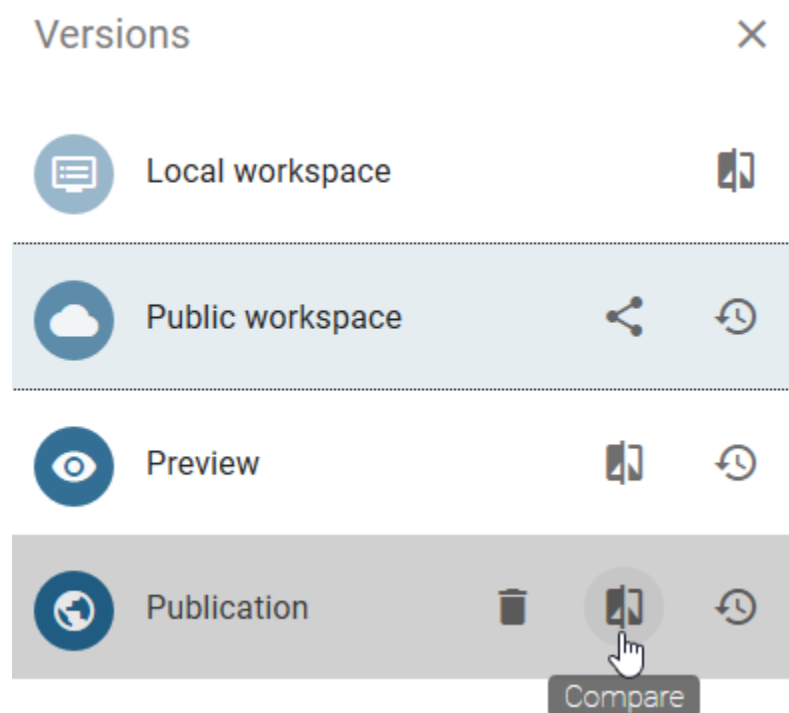 Versions
Local workspace
Public workspace
Preview
Publication
Compare